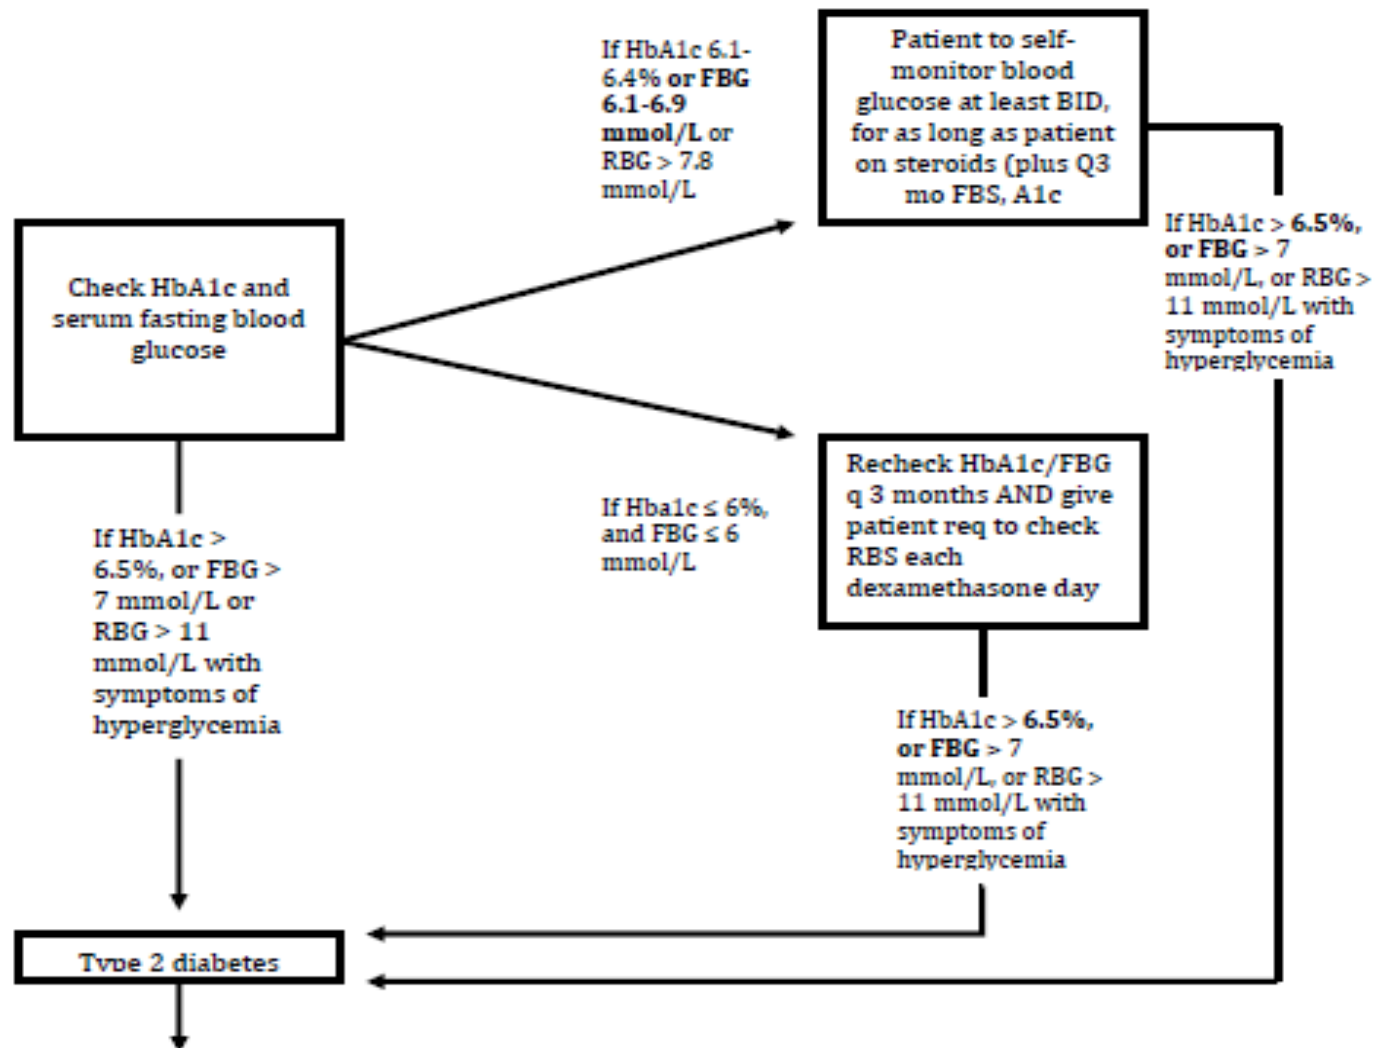 If HbA1c 6.1-
6.4% or FBG
6.1-6.9
mmol/L or
RBG > 7.8
mmol/L
Patient to self-
monitor blood
glucose at least BID,
for as long as patient
on steroids (plus Q3
mo FBS, A1c
If HbA1c > 6.5%,
or FBG > 7
mmol/L, or RBG >
11 mmol/L with
symptoms of
hyperglycemia
Check HbA1c and
serum fasting blood
glucose
If Hba1c ≤ 6%,
and FBG ≤ 6
mmol/L
Recheck HbA1c/FBG
q 3 months AND give
patient req to check
RBS each
dexamethasone day
If HbA1c >
6.5%, or FBG >
7 mmol/L or
RBG > 11
mmol/L with
symptoms of
hyperglycemia
If HbA1c > 6.5%,
or FBG > 7
mmol/L, or RBG >
11 mmol/L with
symptoms of
hyperglycemia
Type 2 diabetes